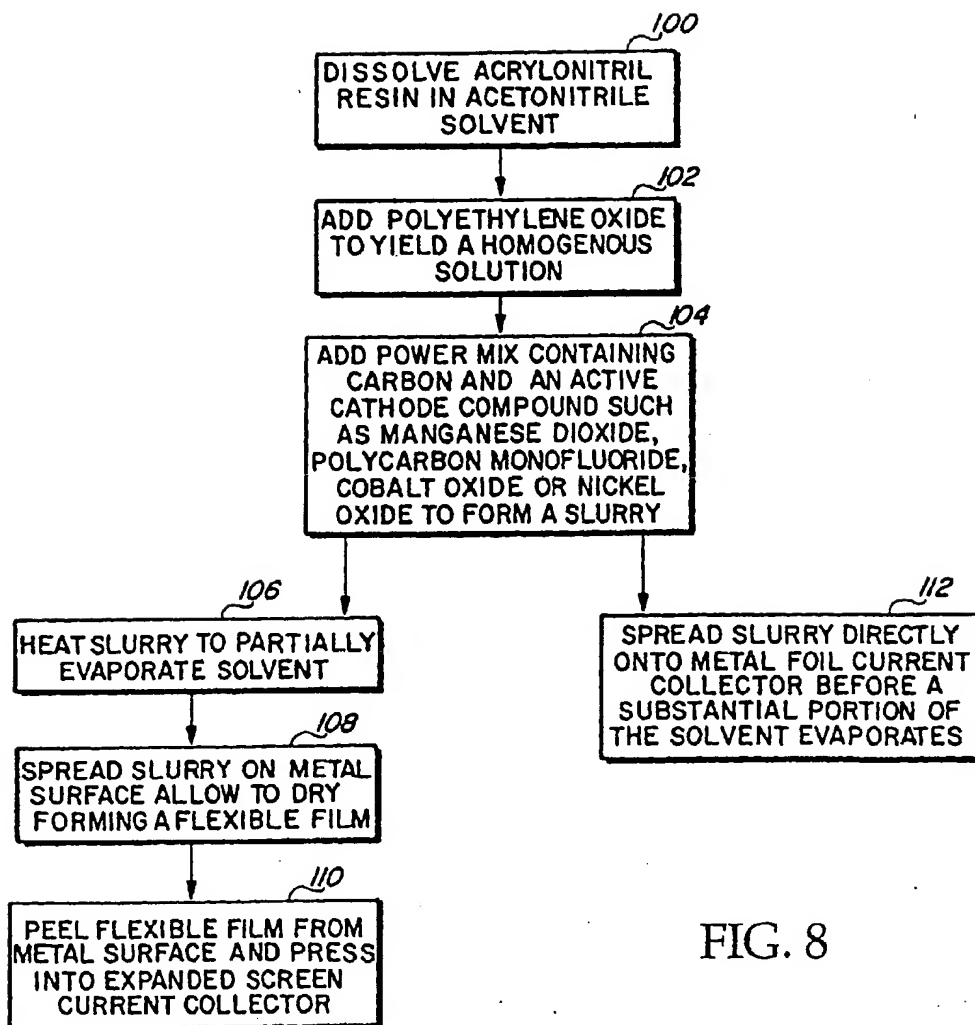 100
DISSOLVE ACRYLONITRIL
RESIN IN ACETONITRILE
SOLVENT
102
ADD POLYETHYLENE OXIDE
TO YIELD A HOMOGENOUS
SOLUTION
104
ADD POWER MIX CONTAINING
CARBON AND AN ACTIVE
CATHODE COMPOUND SUCH
AS MANGANESE DIOXIDE,
POLYCARBON MONOFLUORIDE,
COBALT OXIDE OR NICKEL
OXIDE TO FORM A SLURRY
106
HEAT SLURRY TO PARTIALLY
EVAPORATE SOLVENT
108
SPREAD SLURRY ON METAL
SURFACE ALLOW TO DRY
FORMING A FLEXIBLE FILM
110
PEEL FLEXIBLE FILM FROM
METAL SURFACE AND PRESS
INTO EXPANDED SCREEN
CURRENT COLLECTOR
112
SPREAD SLURRY DIRECTLY
ONTO METAL FOIL CURRENT
COLLECTOR BEFORE A
SUBSTANTIAL PORTION OF
THE SOLVENT EVAPORATES
FIG. 8